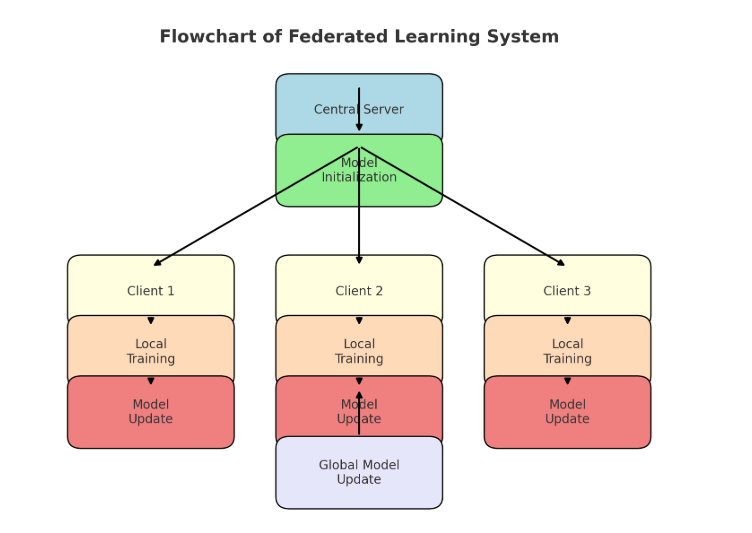 Flowchart of Federated Learning System
Central Server
Model
Initialization
Client 1
Client 2
Client 3
Local
Training
Local
Training
Local
Training
Model
Update
Model
Update
Model
Update
Global Model
Update